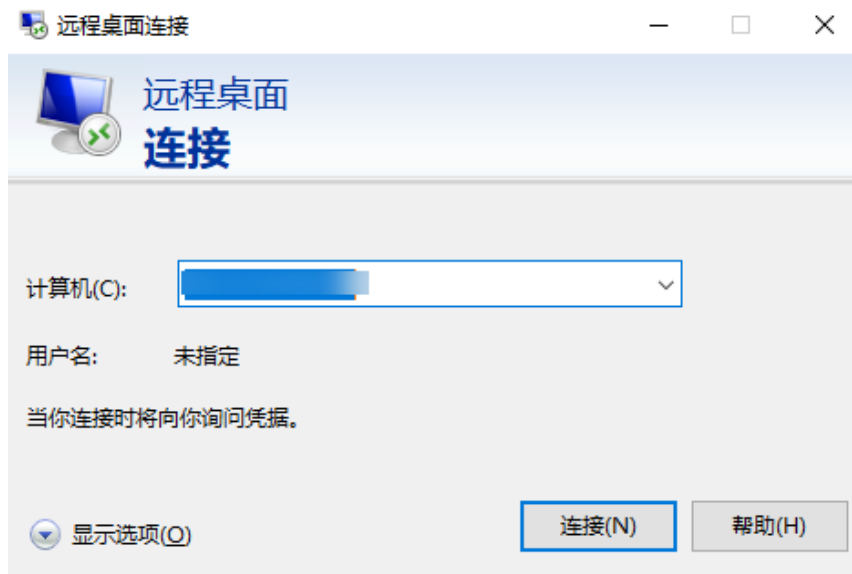 远程桌面连接
远程桌面
连接
计算机(C):
用户名: 未指定
当你连接时将向你询问凭据。
显示选项(O) 连接(N) 帮助(H)